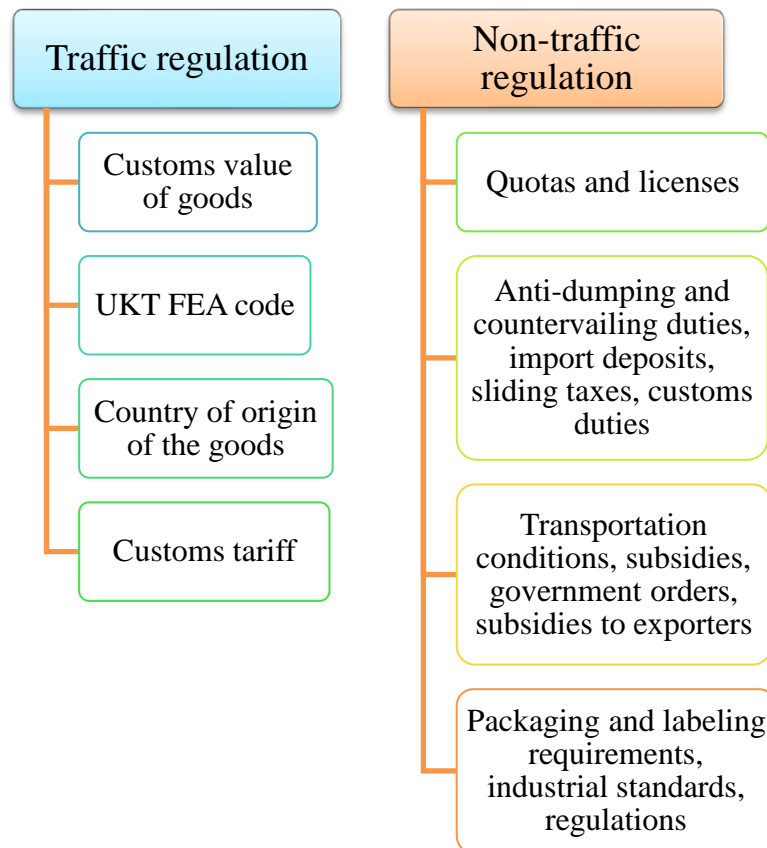 Traffic regulation
Customs value
of goods
UKT FEA code
Country of origin
of the goods
Customs tariff
Non-traffic
regulation
Quotas and licenses
Anti-dumping and
countervailing duties,
import deposits,
sliding taxes, customs
duties
Transportation
conditions, subsidies,
government orders,
subsidies to exporters
Packaging and labeling
requirements,
industrial standards,
regulations